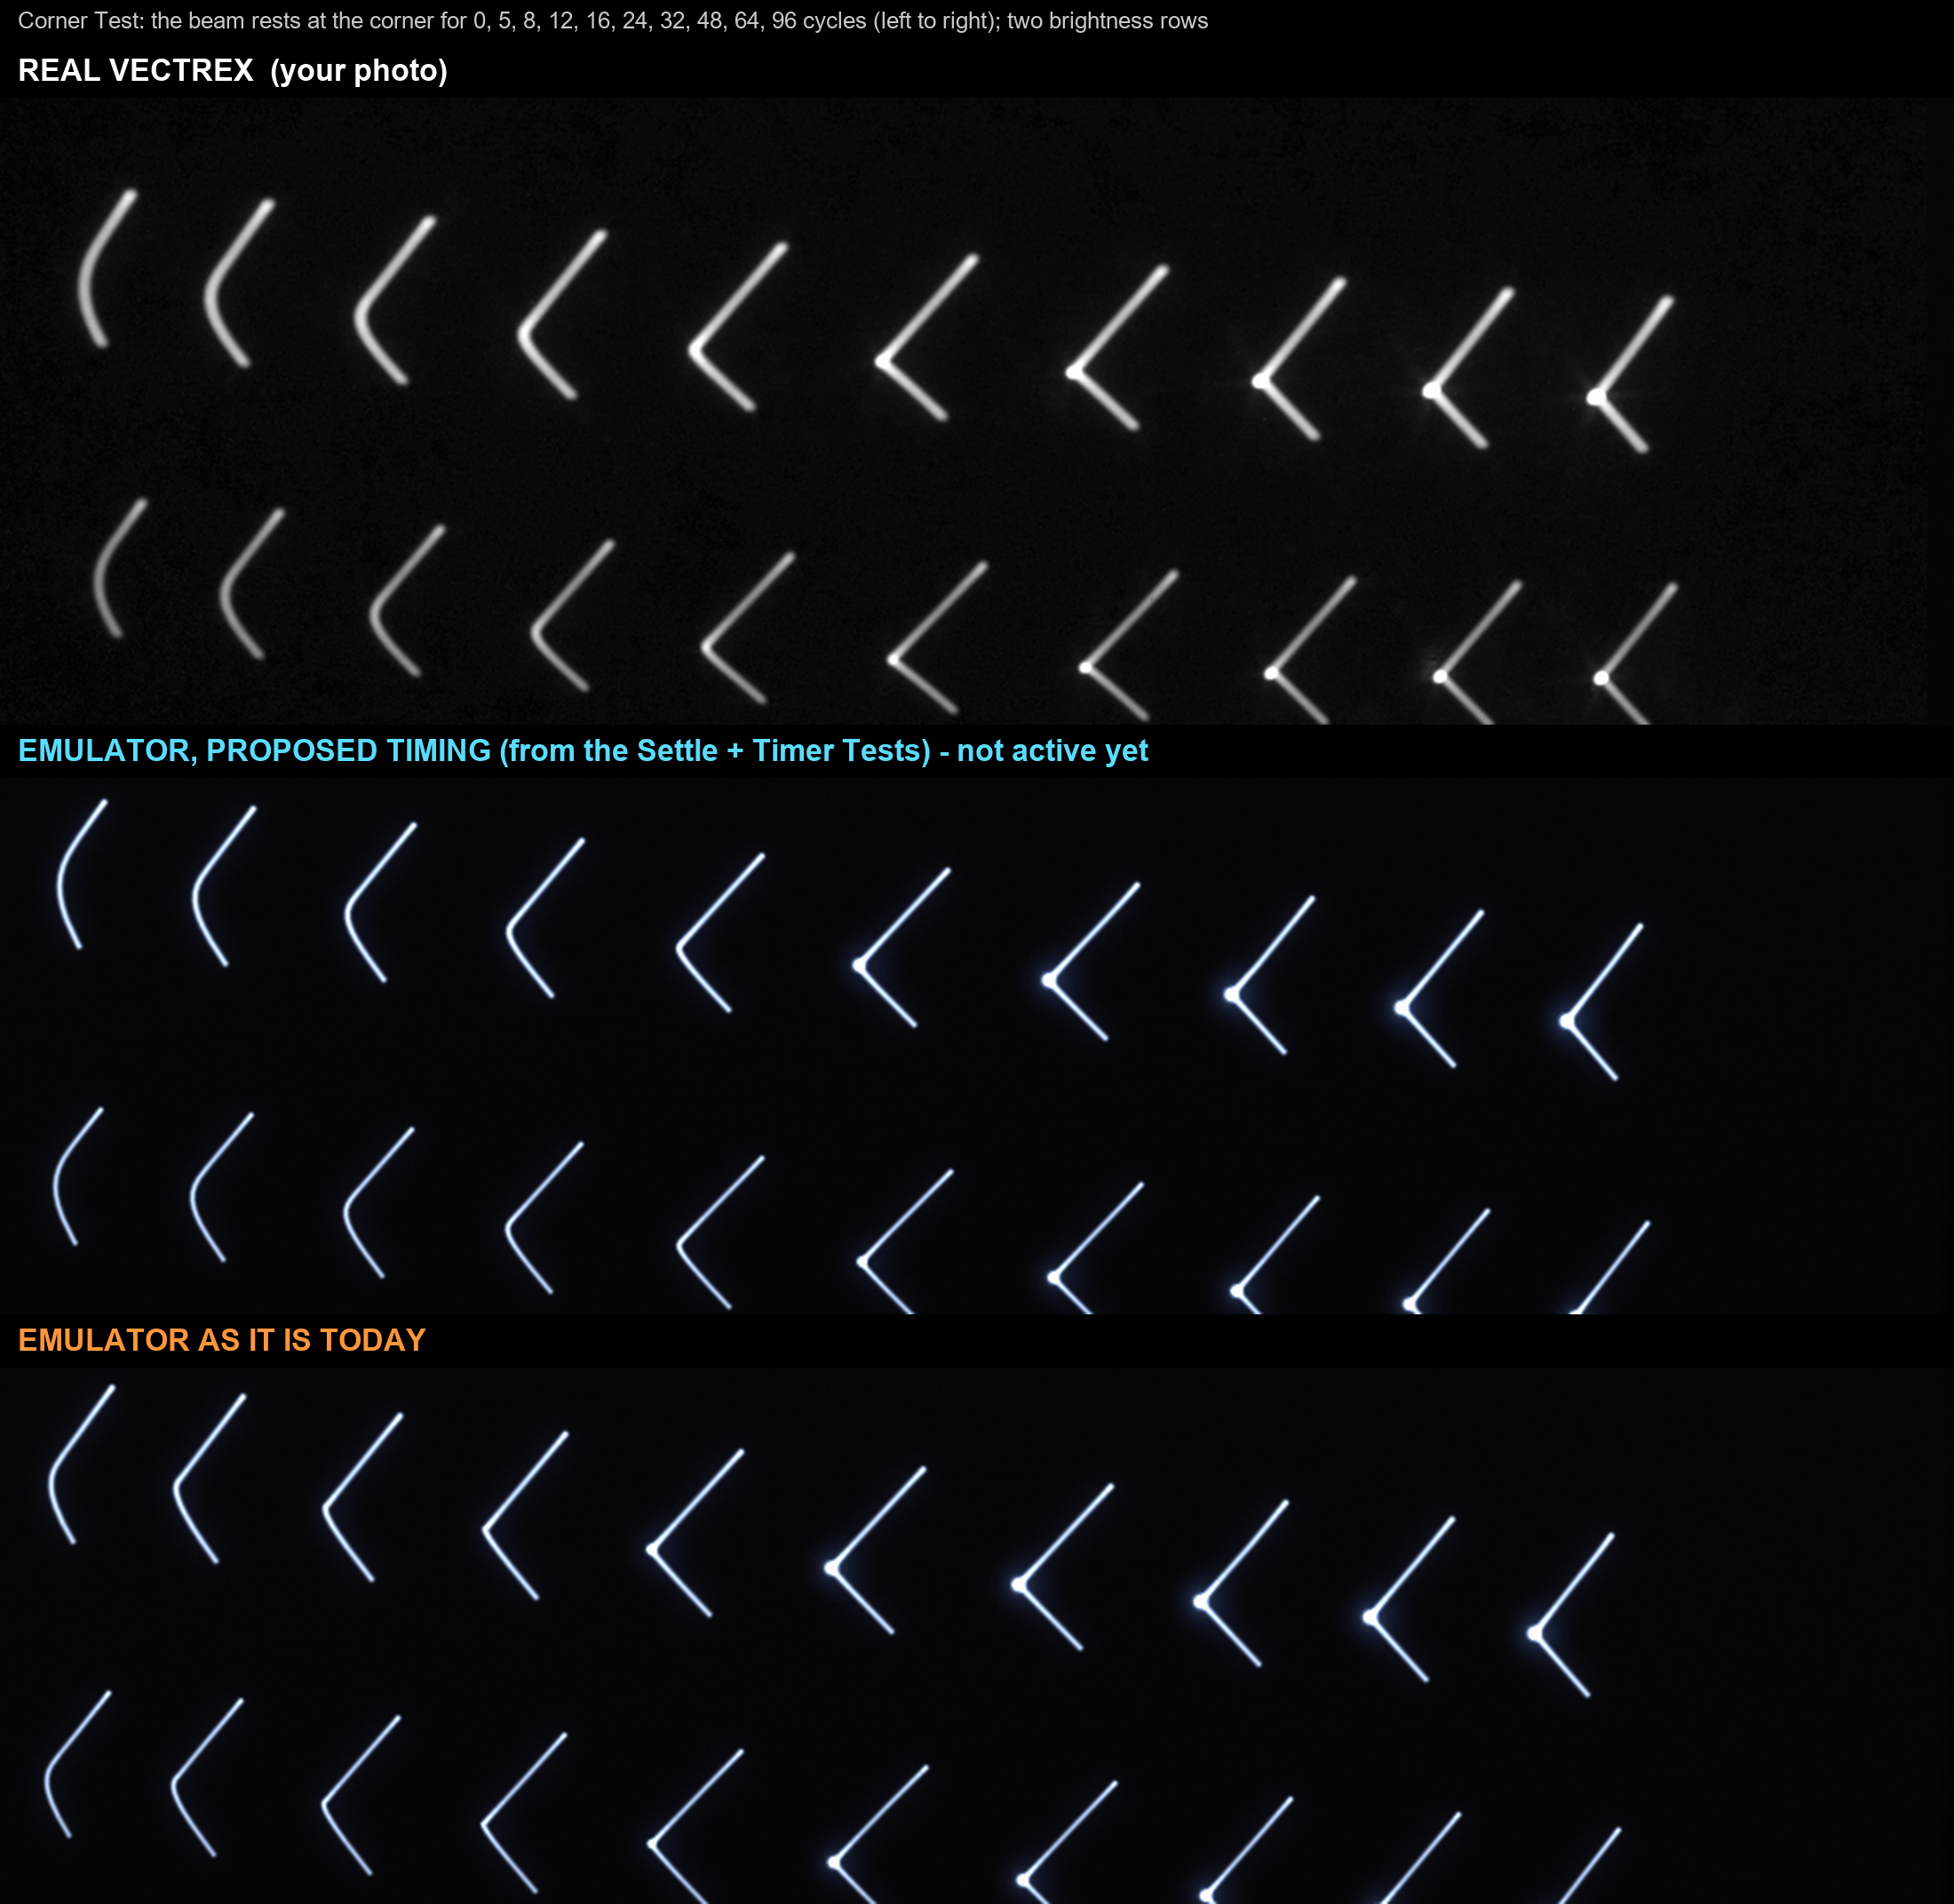 Corner Test: the beam rests at the corner for 0, 5, 8, 12, 16, 24, 32, 48, 64, 96 cycles (left to right); two brightness rows
REAL VECTREX (your photo)
EMULATOR, PROPOSED TIMING (from the Settle + Timer Tests) - not active yet
EMULATOR AS IT IS TODAY